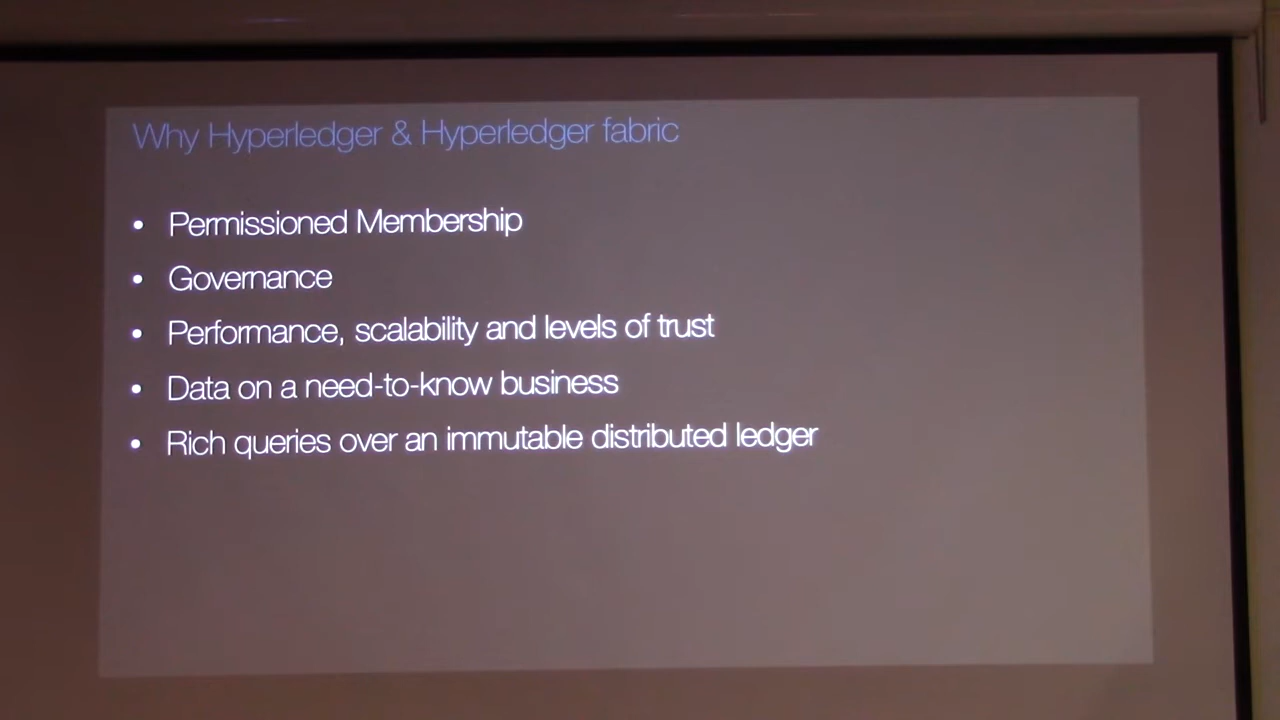 Why Hyperledger & Hyperledger fabric
• Permissioned Membership
• Governance
• Performance, scalability and levels of trust
• Data on a need-to-know business
• Rich queries over an immutable distributed ledger